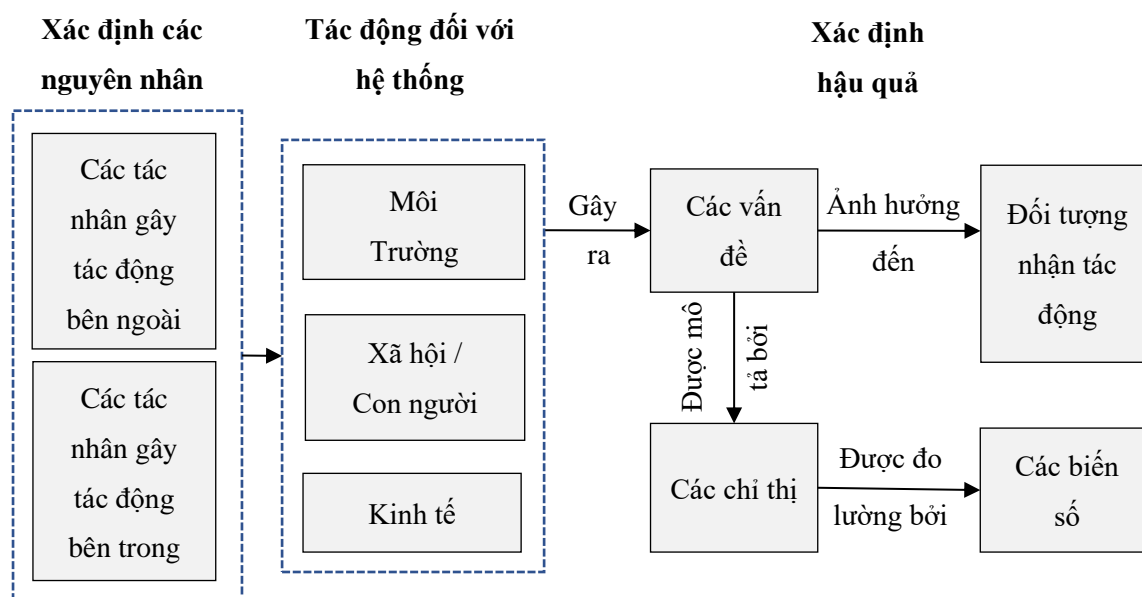 Xác định các
nguyên nhân
Tác động đối với
hệ thống
Xác định
hậu quả
Các tác
nhân gây
tác động
bên ngoài
Các tác
nhân gây
tác động
bên trong
Môi
Trường
Xã hội /
Con người
Kinh tế
Gây
ra
Các vấn
đề
Ảnh hưởng
đến
Đối tượng
nhận tác
động
Được mô
tả bởi
Các chỉ thị
Được đo
lường bởi
Các biến
số